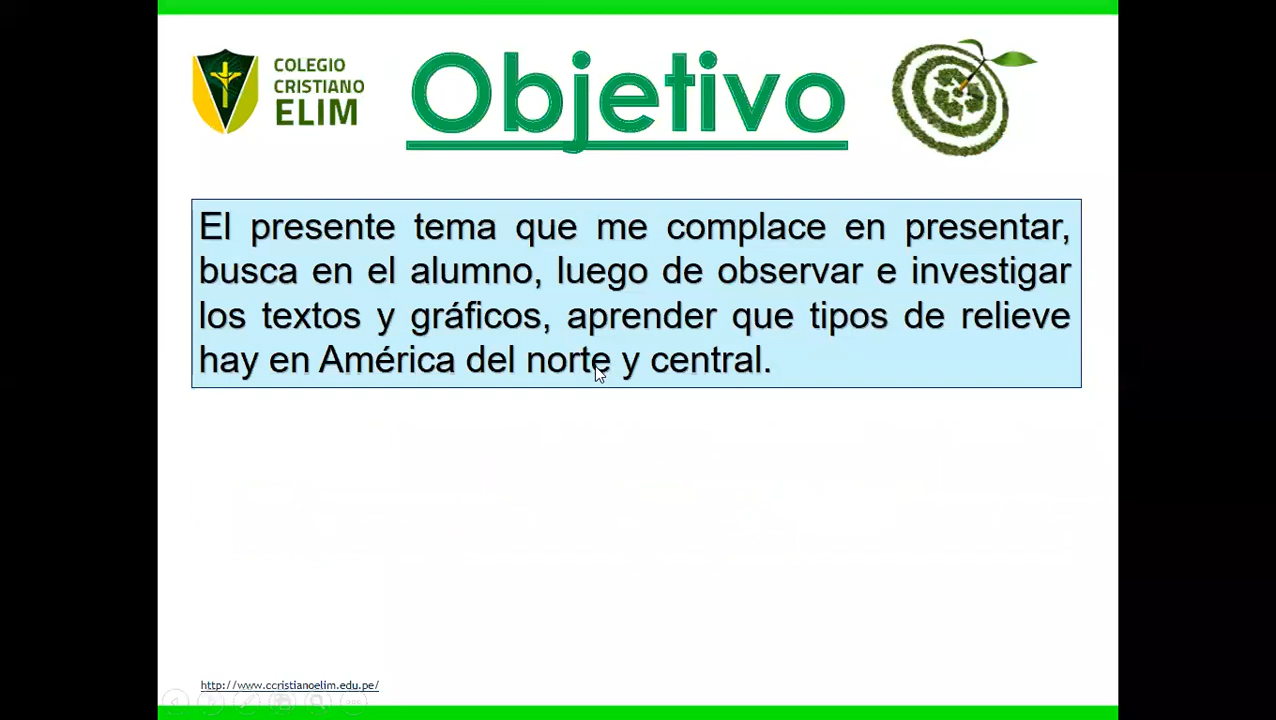 COLEGIO
CRISTIANO
ELIM
Objetivo
El presente tema que me complace en presentar,
busca en el alumno, luego de observar e investigar
los textos y gráficos, aprender que tipos de relieve
hay en América del norte y central.
http://www.ccristianoelim.edu.pe/